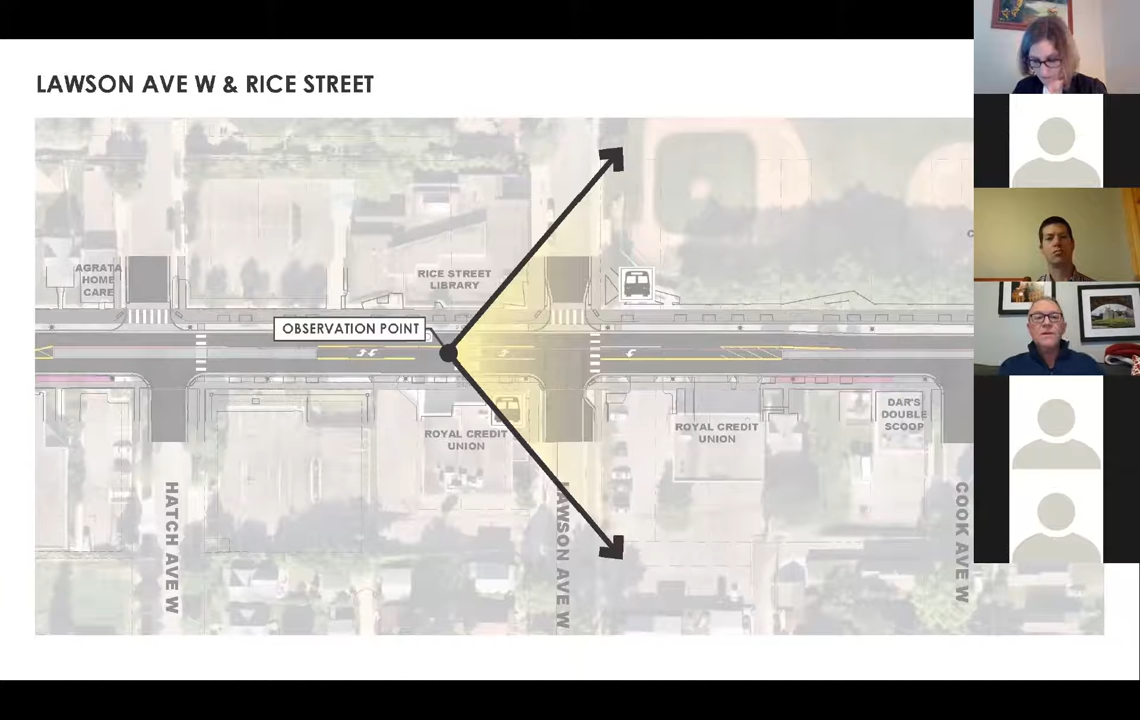 LAWSON AVE W & RICE STREET
AGRATA
HOME
CARE
RICE STREET
LIBRARY
OBSERVATION POINT
ROYAL CREDIT
UNION
ROYAL CREDIT
UNION
DAR'S
DOUBLE
SCOOP
HATCH AVE W
LAWSON AVE W
COOK AVE W